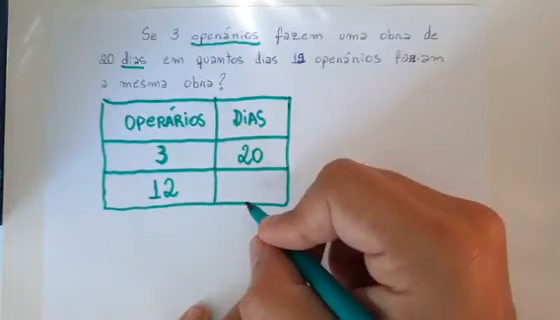 Se 3 operários fazem uma obra de
20 dias em quantos dias 12 operários faziam
a mesma obra?
OPERÁRIOS DIAS
3 20
12